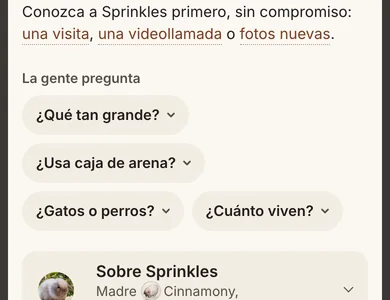 Conozca a Sprinkles primero, sin compromiso:
una visita, una videollamada o fotos nuevas.
La gente pregunta
¿Qué tan grande?
¿Usa caja de arena?
¿Gatos o perros? ¿Cuánto viven?
Sobre Sprinkles
Madre Cinnamony,